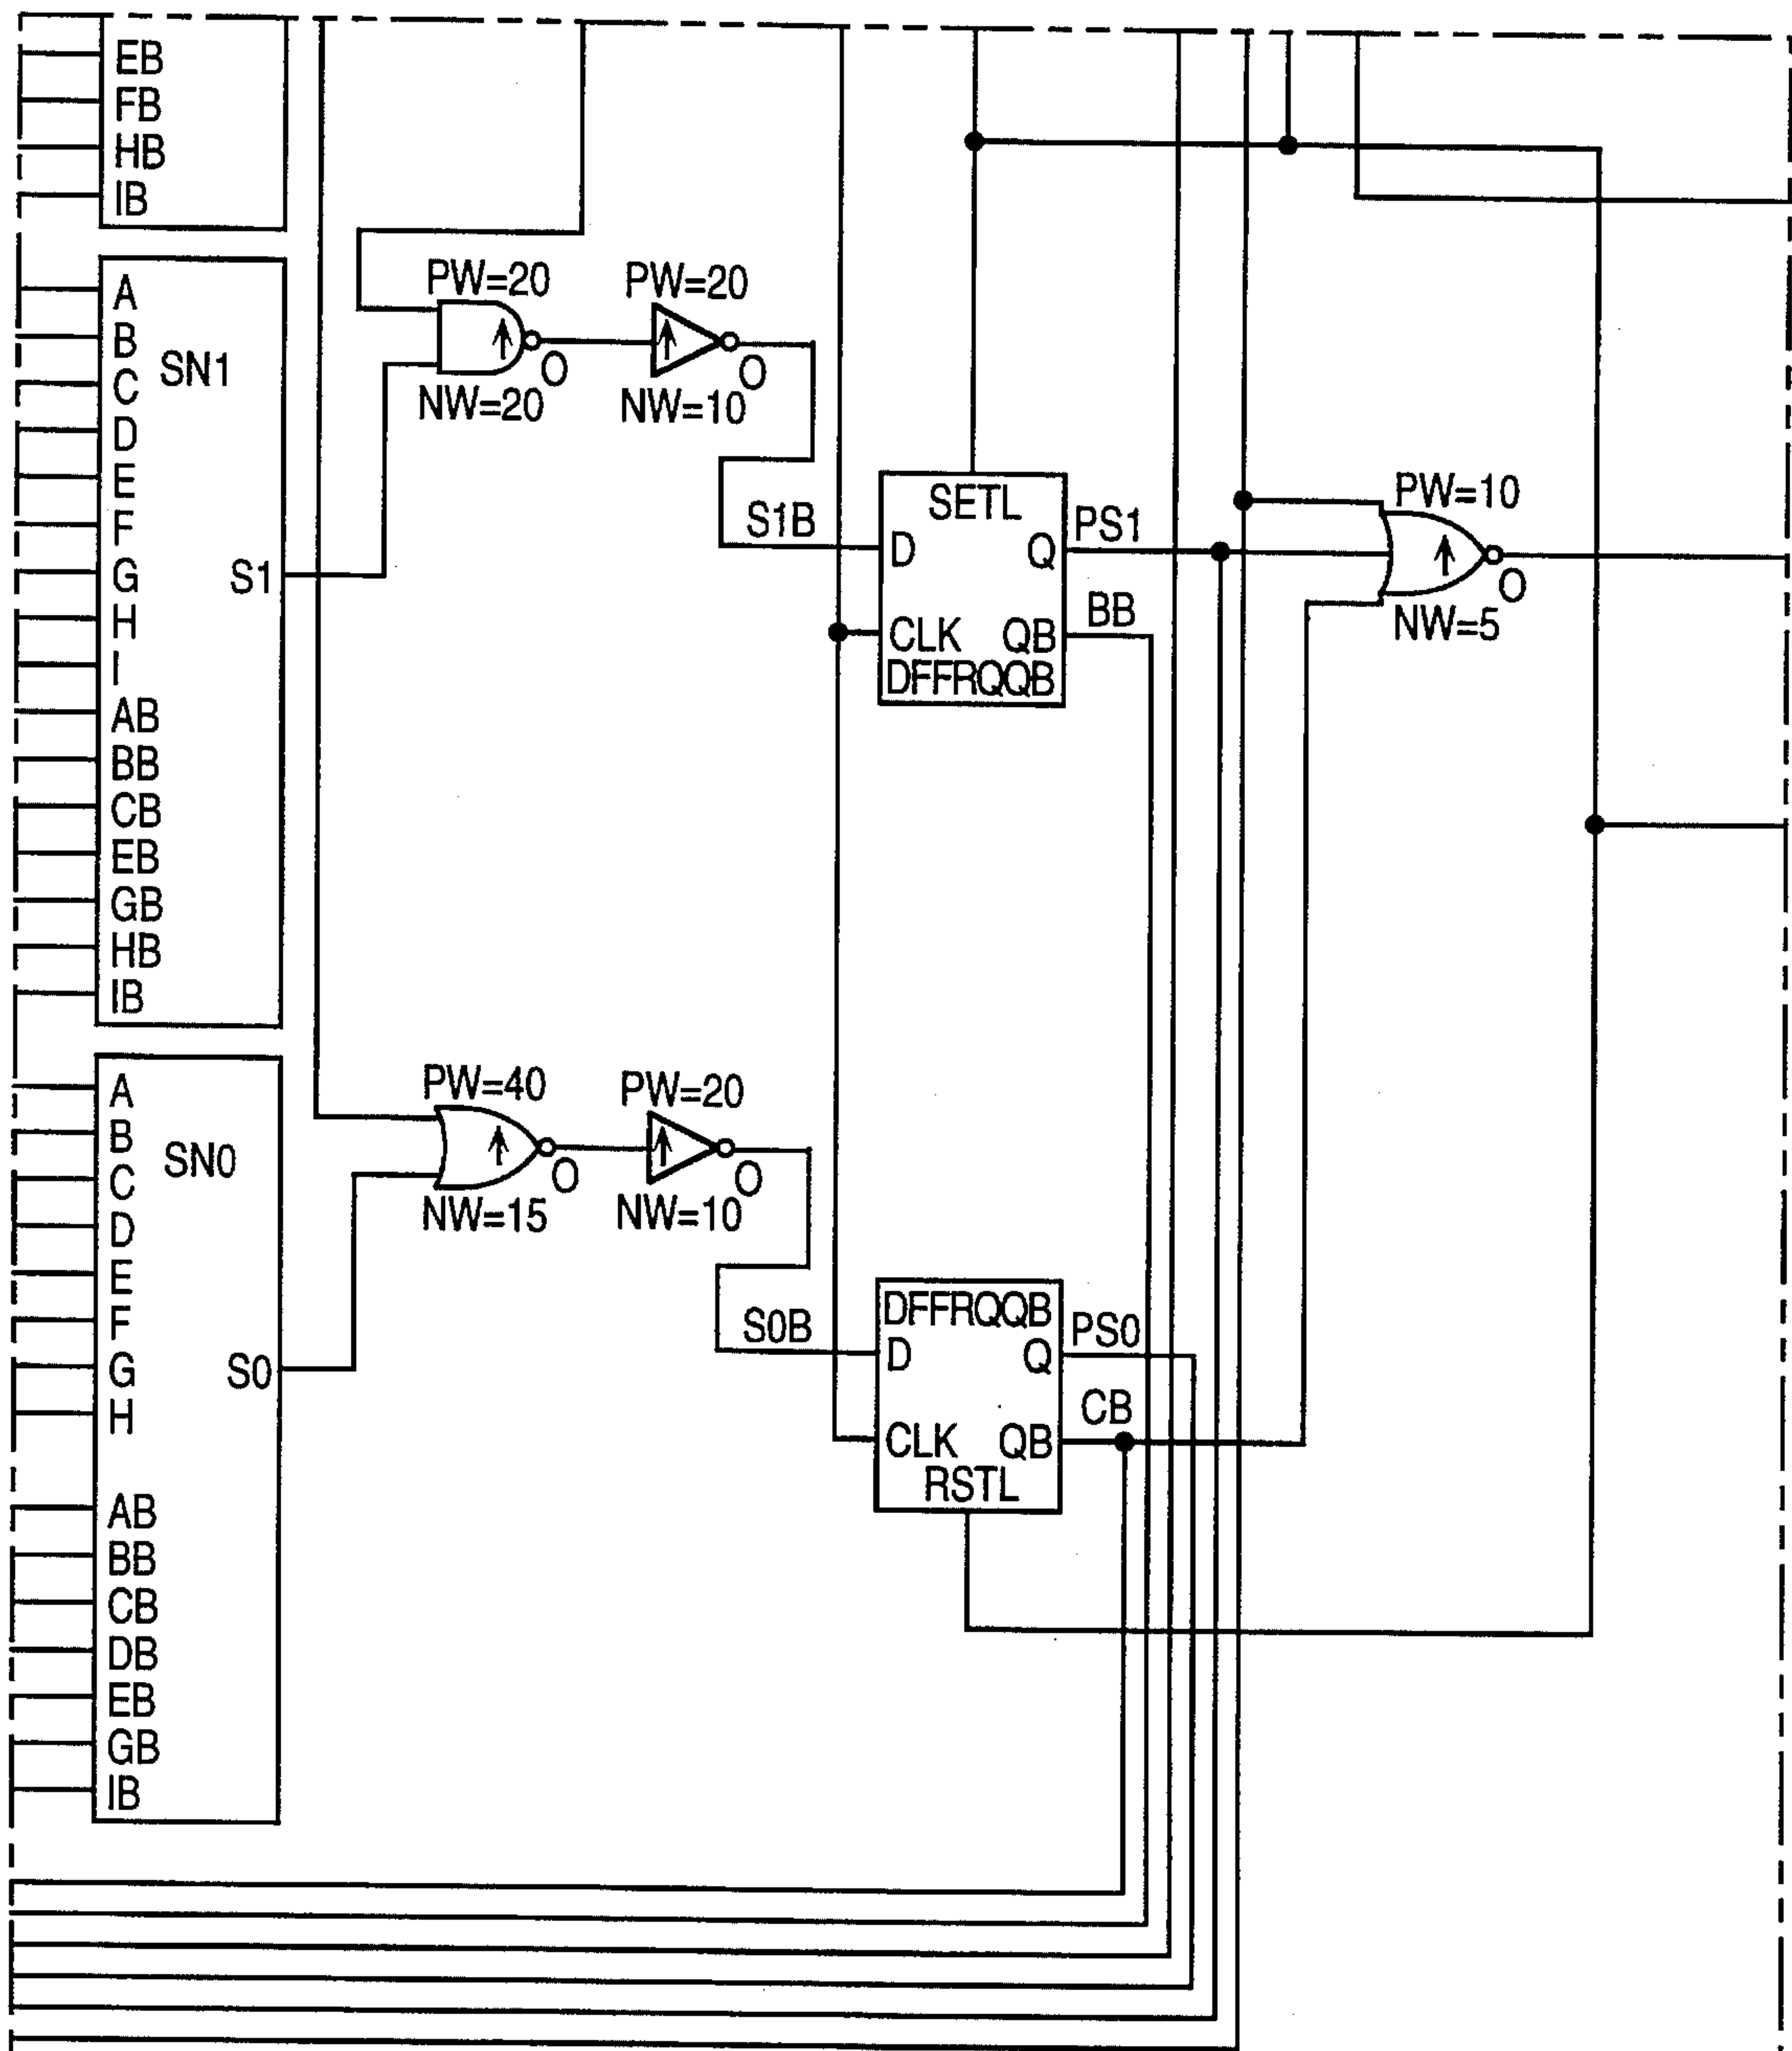 EB
FB
HB
IB
A
B
C
D
E
F
G
H
I
AB
BB
CB
EB
GB
HB
IB
SN1
S1
PW=20
O
NW=20
PW=20
O
NW=10
S1B
SETL
D
Q
CLK
QB
DFFRQQB
PS1
BB
PW=10
O
NW=5
A
B
C
D
E
F
G
H
AB
BB
CB
DB
EB
GB
IB
SN0
S0
PW=40
O
NW=15
PW=20
O
NW=10
S0B
DFFRQQB
D
Q
CLK
QB
RSTL
PS0
CB